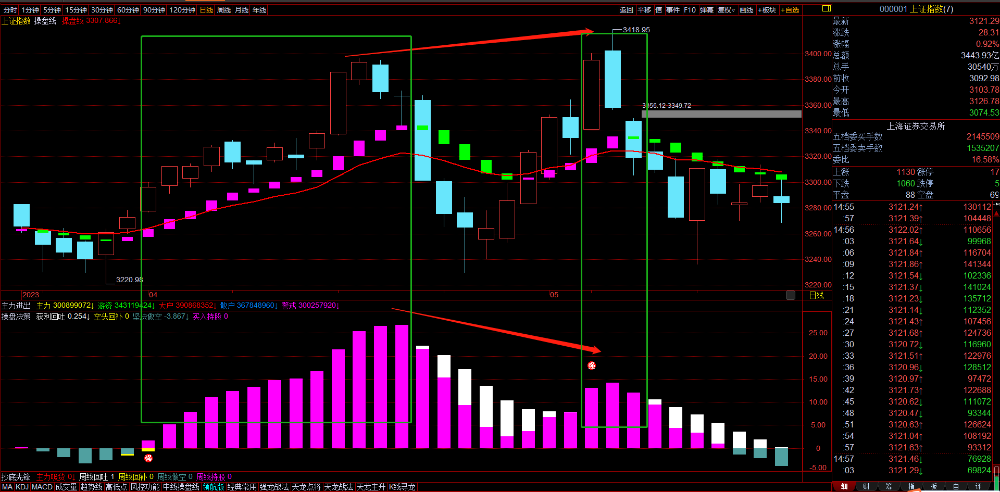 分时 1分钟 5分钟 15分钟 30分钟 60分钟 90分钟 120分钟 日线 周线 月线 年线 返回 平移 信 事件 F10 弹幕 复权▿ 画线 +板块 +自选
上证指数 操盘线 操盘线 3307.866↓
3418.95
3400.00
3380.00
3356.12-3349.72
3360.00
3340.00
3320.00
3300.00
3280.00
3260.00
3240.00
3220.98
3220.00
2023 04 05 日线
主力进出 主力 300899072↓ 游资 343119424↓ 大户 390868352↓ 散户 367848960↓ 警戒 300257920↓
操盘决策 获利回吐 0.254↓ 空头回补 0 坚决做空 -3.867↓ 买入持股 0
25.00
20.00
强
15.00
10.00
5.00
0
强
-5.00
抄底先锋 主力吸货 0↓ 周线回吐 1 周线回补 0 周线做空 0 周线持股 0
MA KDJ MACD 成交量 趋势线 高低点 风控功能 中线操盘线 领航版 经典常用 强龙战法 天龙点将 天龙战法 天龙主升 K线寻龙
000001 上证指数(7)
最新 3121.29
涨跌 28.31
涨幅 0.92%
总额 3443.93亿
总手 30540万
前收 3092.98
今开 3103.78
最高 3126.78
最低 3074.53
上海证券交易所
五档委买手数 2145509
五档委卖手数 1535207
委比 16.58%
上涨 1130 涨停 17
下跌 1060 跌停 5
平盘 88 空盘 69
14:55 3121.24↑ 130112
:57 3121.39↑ 104448
14:56 3122.02↑ 110656
:03 3121.64↓ 99968
:06 3121.84↑ 116704
:09 3121.86↑ 141344
:12 3121.54↓ 102336
:15 3121.37↓ 141024
:18 3121.23↓ 135712
:21 3121.14↓ 112352
:24 3121.43↑ 107456
:27 3121.68↑ 124736
:30 3120.72↓ 116960
:33 3121.51↑ 122976
:36 3120.96↓ 128512
:39 3120.97↑ 97472
:42 3121.73↑ 122688
:45 3120.62↓ 111072
:48 3120.47↓ 93344
:51 3120.63↑ 126624
:54 3121.04↑ 108192
:57 3121.63↑ 93312
14:57 3121.46↓ 76928
:03 3121.29↓ 69824
细 财 筹 指 板 自 评